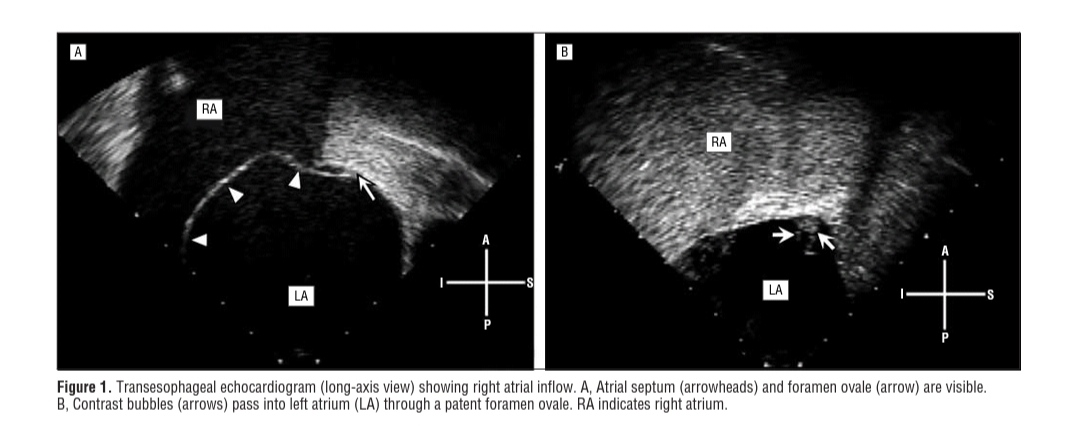 A
RA
LA
A
I
S
P
B
RA
LA
A
I
S
P
Figure 1. Transesophageal echocardiogram (long-axis view) showing right atrial inflow. A, Atrial septum (arrowheads) and foramen ovale (arrow) are visible.
B, Contrast bubbles (arrows) pass into left atrium (LA) through a patent foramen ovale. RA indicates right atrium.